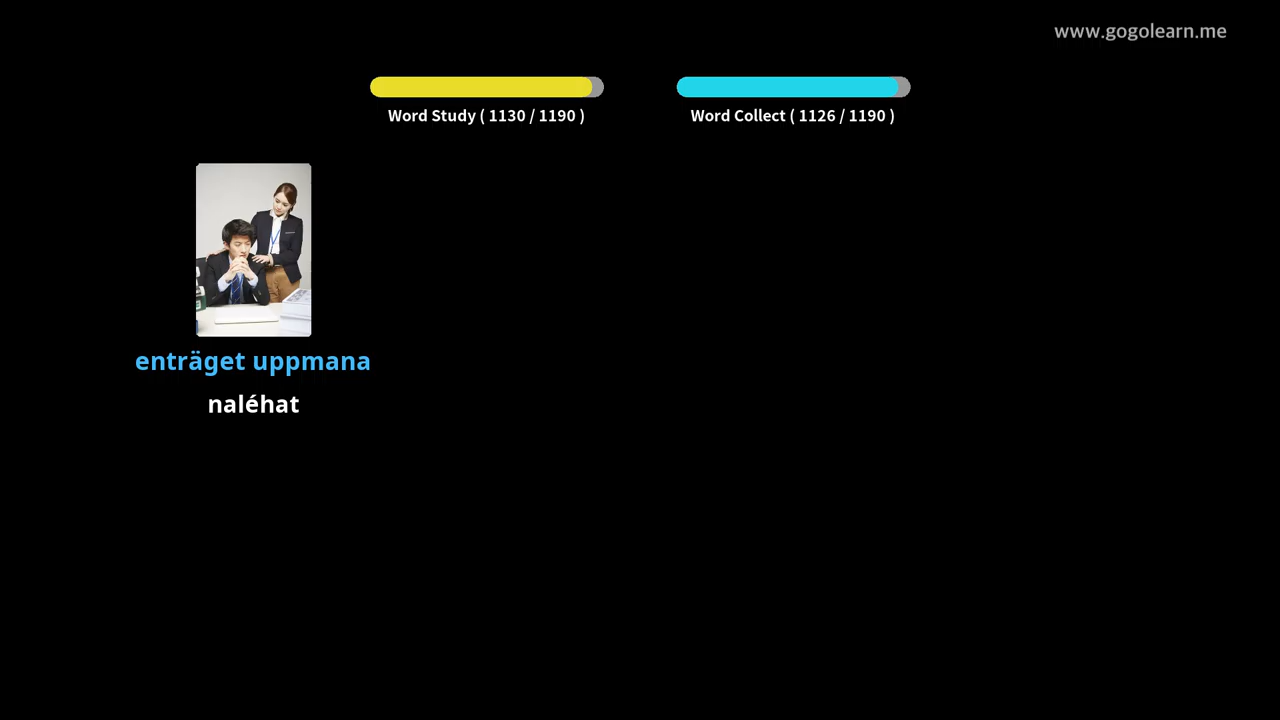 www.gogolearn.me
Word Study ( 1130 / 1190 )
Word Collect ( 1126 / 1190 )
enträget uppmana
naléhat